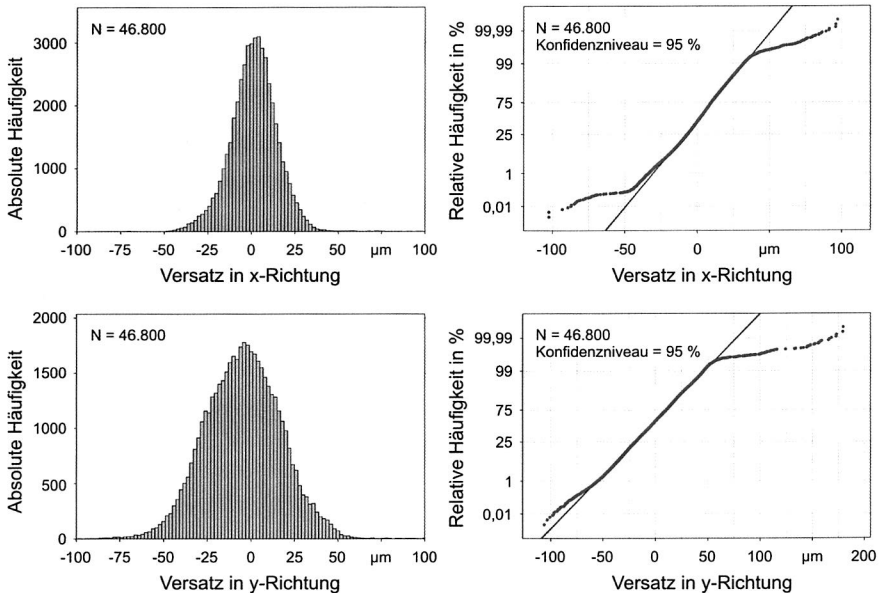 N = 46.800
Absolute Häufigkeit
3000
2000
1000
0
-100 -75 -50 -25 0 25 50 µm 100
Versatz in x-Richtung
N = 46.800
Konfidenzniveau = 95 %
Relative Häufigkeit in %
99,99
99
75
25
1
0,01
-100 -50 0 µm 100
Versatz in x-Richtung
N = 46.800
Absolute Häufigkeit
2000
1500
1000
500
0
-100 -75 -50 -25 0 25 50 µm 100
Versatz in y-Richtung
N = 46.800
Konfidenzniveau = 95 %
Relative Häufigkeit in %
99,99
99
75
25
1
0,01
-100 -50 0 50 100 µm 200
Versatz in y-Richtung